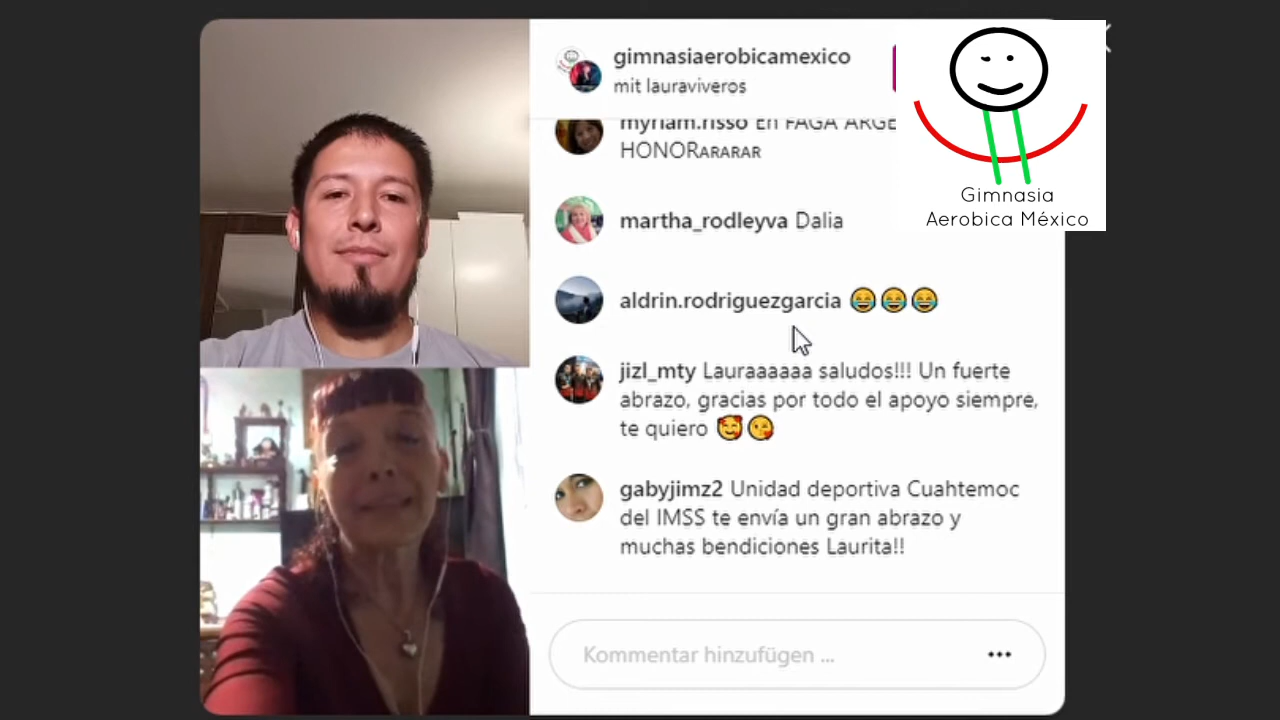 gimnasiaerobicamexico
mit lauraviveros
myriam.risso En FAGA ARGE
HONORARARAR
martha_rodleyva Dalia
aldrin.rodriguezgarcia 😂😂😂
jizl_mty Lauraaaaaa saludos!!! Un fuerte
abrazo, gracias por todo el apoyo siempre,
te quiero 🥰😘
gabyjimz2 Unidad deportiva Cuahtemoc
del IMSS te envía un gran abrazo y
muchas bendiciones Laurita!!
Kommentar hinzufügen ...
Gimnasia
Aerobica México